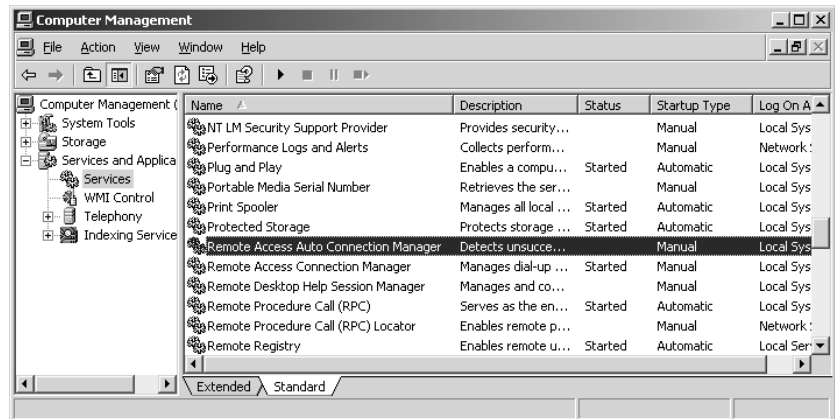 Computer Management
File Action View Window Help
Computer Management (
System Tools
Storage
Services and Applica
Services
WMI Control
Telephony
Indexing Service
Name Description Status Startup Type Log On A
NT LM Security Support Provider Provides security... Manual Local Sys
Performance Logs and Alerts Collects perform... Manual Network
Plug and Play Enables a compu... Started Automatic Local Sys
Portable Media Serial Number Retrieves the ser... Manual Local Sys
Print Spooler Manages all local ... Started Automatic Local Sys
Protected Storage Protects storage ... Started Automatic Local Sys
Remote Access Auto Connection Manager Detects unsucce... Manual Local Sys
Remote Access Connection Manager Manages dial-up ... Started Manual Local Sys
Remote Desktop Help Session Manager Manages and co... Manual Local Sys
Remote Procedure Call (RPC) Serves as the en... Started Automatic Local Sys
Remote Procedure Call (RPC) Locator Enables remote p... Manual Network
Remote Registry Enables remote u... Started Automatic Local Ser
Extended Standard